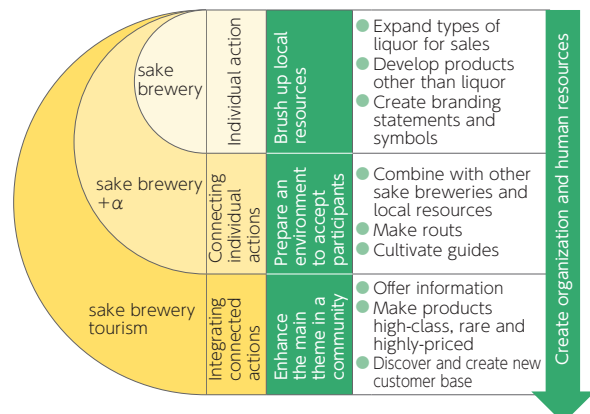 sake
brewery
Individual action
Brush up local
resources
Expand types of
liquor for sales
Develop products
other than liquor
Create branding
statements and
symbols
sake brewery
+α
Connecting
individual
actions
Prepare an
environment
to accept
participants
Combine with other
sake breweries and
local resources
Make routs
Cultivate guides
sake brewery
tourism
Integrating
connected
actions
Enhance
the main
theme in a
community
Offer information
Make products
high-class, rare and
highly-priced
Discover and create new
customer base
Create organization and human resources